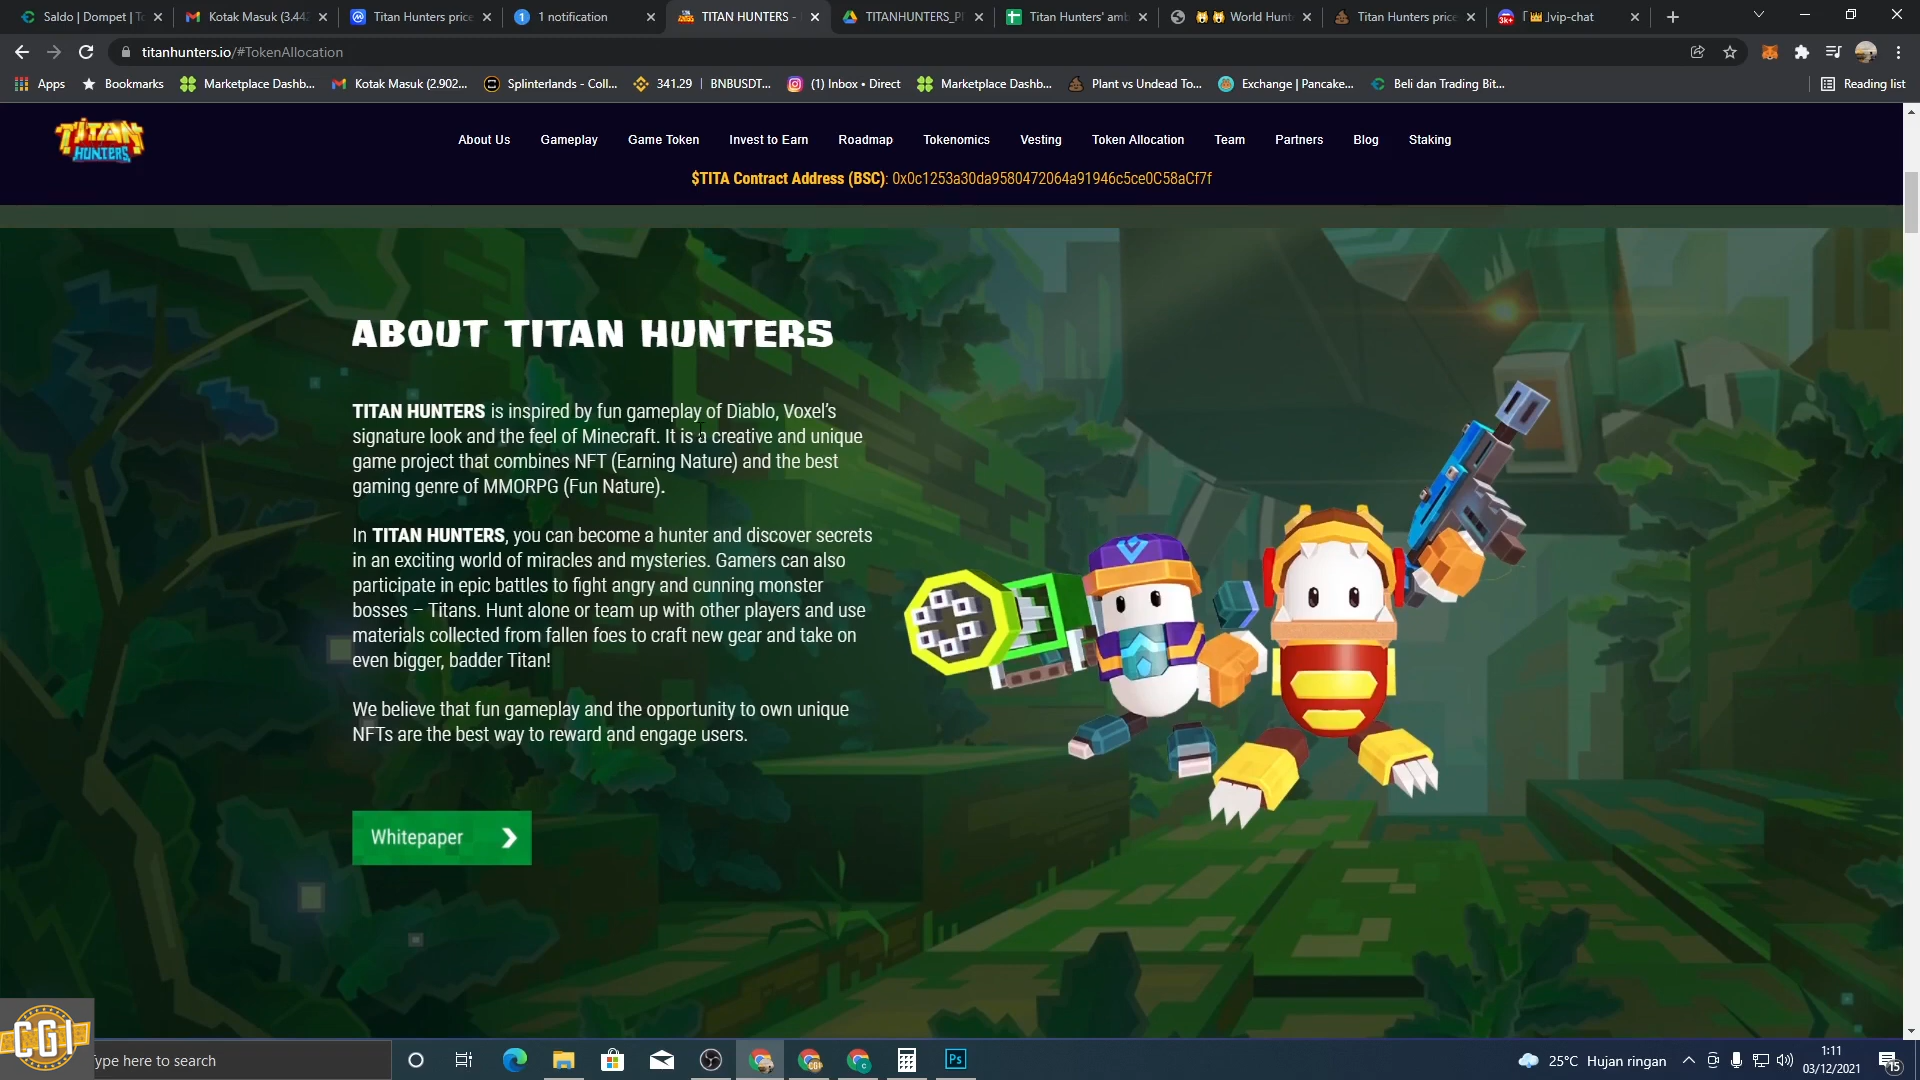 Saldo | Dompet | To
Kotak Masuk (3.442
Titan Hunters price
1 notification
TITAN HUNTERS -
TITANHUNTERS_PI
Titan Hunters' amb
World Hunt
Titan Hunters price
3K+
vip-chat
titanhunters.io/#TokenAllocation
Apps
Bookmarks
Marketplace Dashb...
Kotak Masuk (2.902...
Splinterlands - Coll...
341.29 | BNBUSDT...
(1) Inbox • Direct
Marketplace Dashb...
Plant vs Undead To...
Exchange | Pancake...
Beli dan Trading Bit...
Reading list
TITAN HUNTERS
About Us
Gameplay
Game Token
Invest to Earn
Roadmap
Tokenomics
Vesting
Token Allocation
Team
Partners
Blog
Staking
$TITA Contract Address (BSC): 0x0c1253a30da9580472064a91946c5ce0C58aCf7f
ABOUT TITAN HUNTERS
TITAN HUNTERS is inspired by fun gameplay of Diablo, Voxel's
signature look and the feel of Minecraft. It is a creative and unique
game project that combines NFT (Earning Nature) and the best
gaming genre of MMORPG (Fun Nature).
In TITAN HUNTERS, you can become a hunter and discover secrets
in an exciting world of miracles and mysteries. Gamers can also
participate in epic battles to fight angry and cunning monster
bosses – Titans. Hunt alone or team up with other players and use
materials collected from fallen foes to craft new gear and take on
even bigger, badder Titan!
We believe that fun gameplay and the opportunity to own unique
NFTs are the best way to reward and engage users.
Whitepaper
CGI
Type here to search
Ps
25°C Hujan ringan
1:11
03/12/2021
15